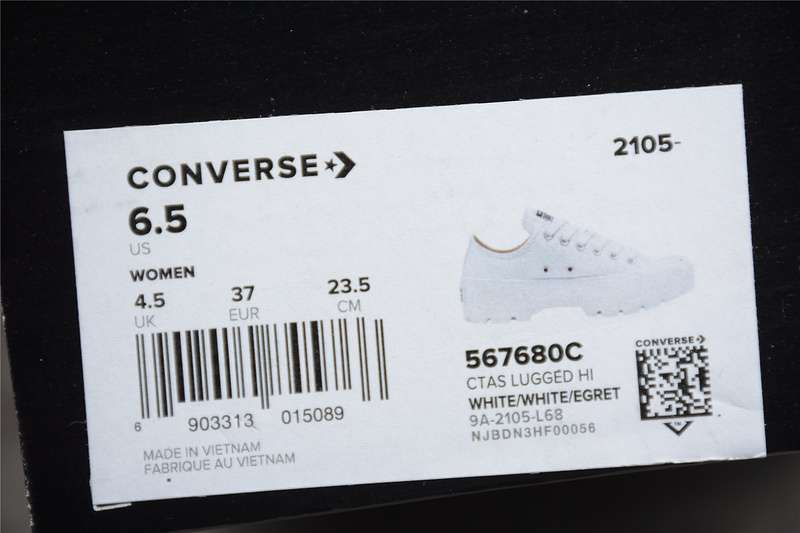 2105-
CONVERSE
6.5
US
WOMEN
4.5 37 23.5
UK EUR CM
6 903313 015089
MADE IN VIETNAM
FABRIQUE AU VIETNAM
567680C
CTAS LUGGED HI
WHITE/WHITE/EGRET
9A-2105-L68
NJBDN3HF00056
CONVERSE